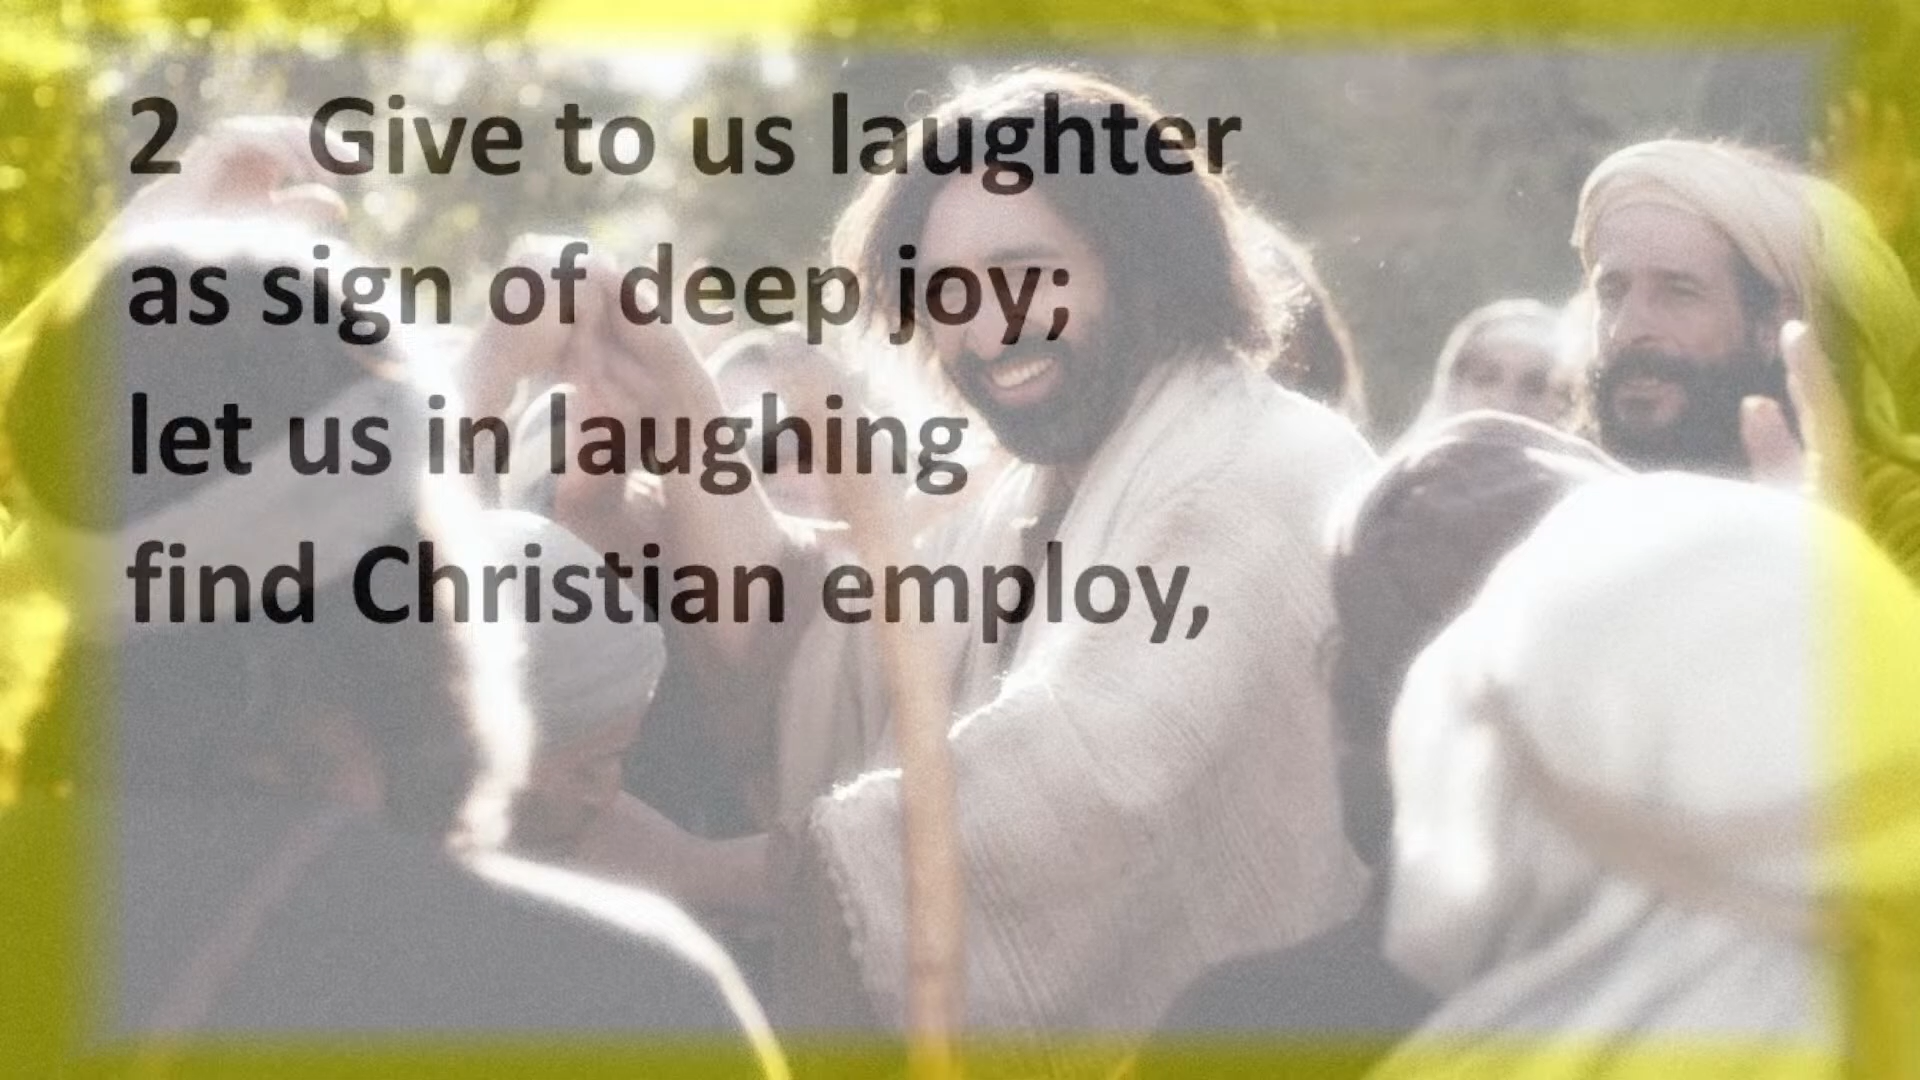 2 Give to us laughter
as sign of deep joy;
let us in laughing
find Christian employ,